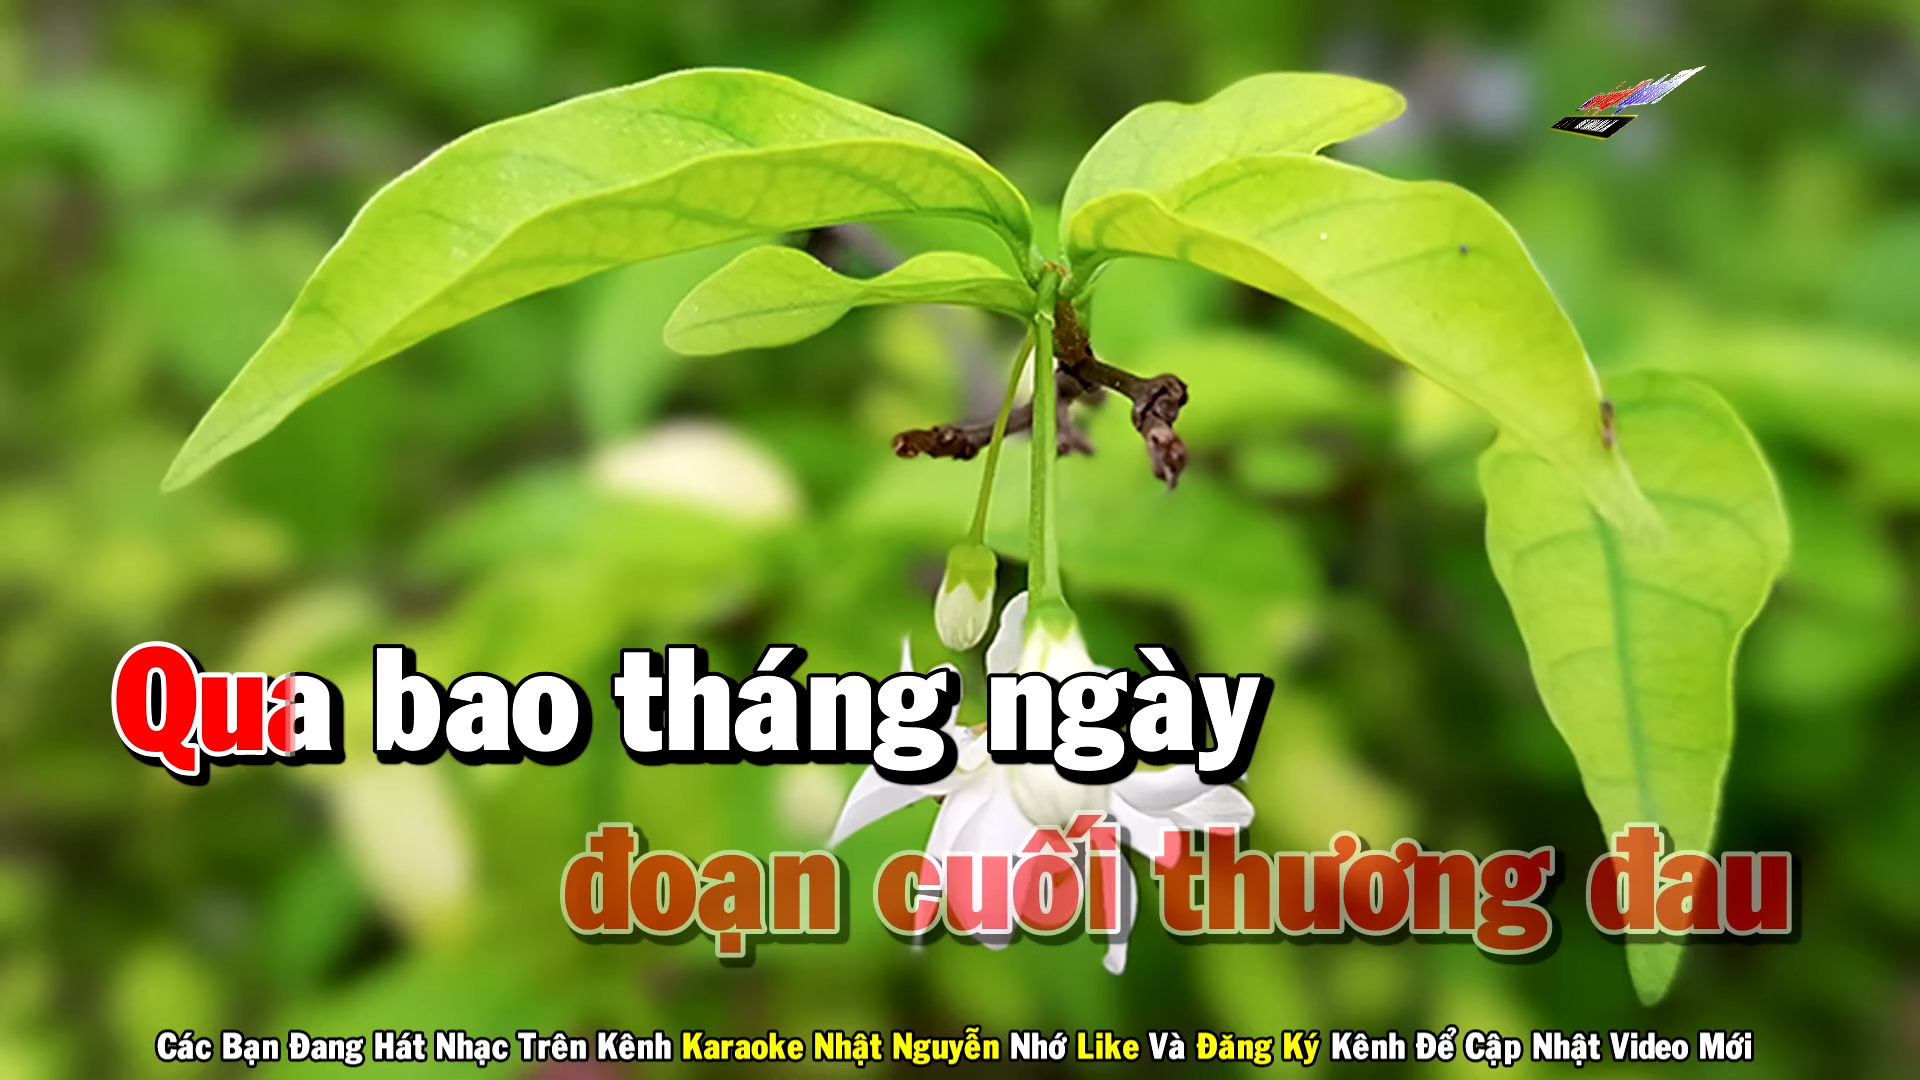 Qua bao tháng ngày
đoạn cuối thương đau
Các Bạn Đang Hát Nhạc Trên Kênh Karaoke Nhật Nguyễn Nhớ Like Và Đăng Ký Kênh Để Cập Nhật Video Mới